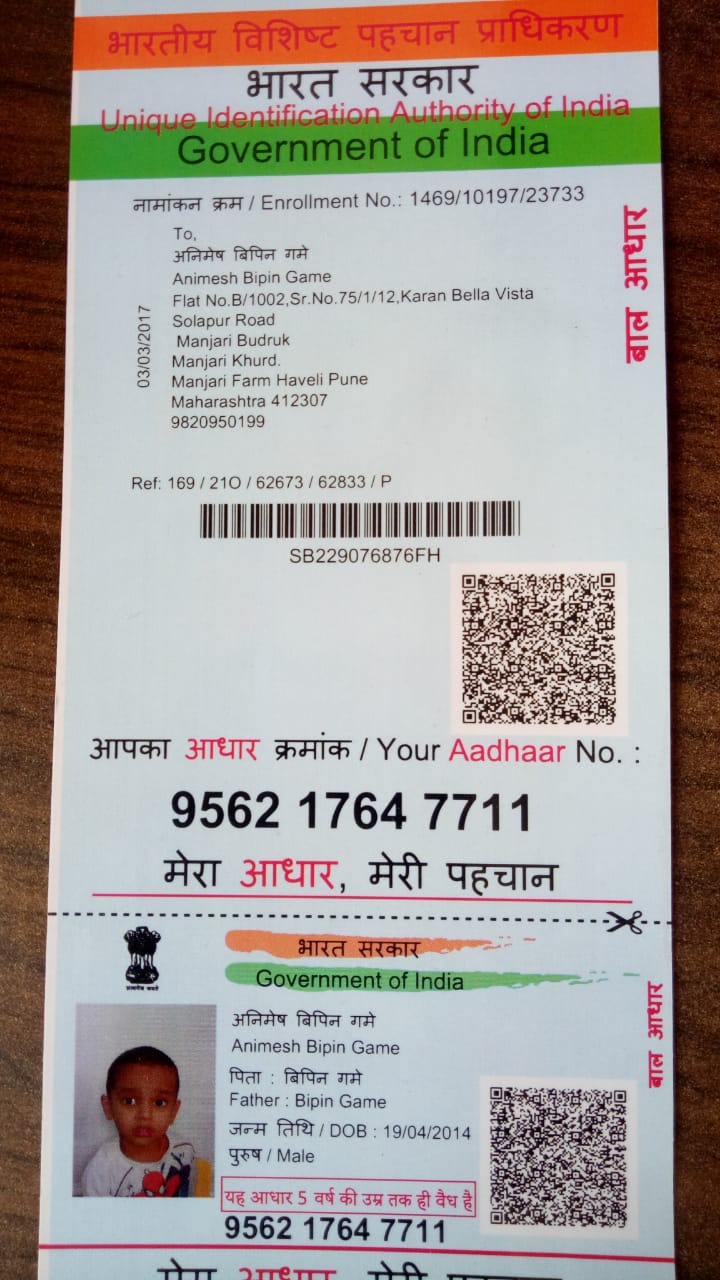 भारतीय विशिष्ट पहचान प्राधिकरण
भारत सरकार
Unique Identification Authority of India
Government of India
नामांकन क्रम / Enrollment No.: 1469/10197/23733
To,
अनिमेष बिपिन गमे
Animesh Bipin Game
Flat No.B/1002,Sr.No.75/1/12,Karan Bella Vista
Solapur Road
Manjari Budruk
Manjari Khurd.
Manjari Farm Haveli Pune
Maharashtra 412307
9820950199
03/03/2017
बाल आधार
Ref: 169 / 21O / 62673 / 62833 / P
SB229076876FH
आपका आधार क्रमांक / Your Aadhaar No. :
9562 1764 7711
मेरा आधार, मेरी पहचान
भारत सरकार
Government of India
सत्यमेव जयते
अनिमेष बिपिन गमे
Animesh Bipin Game
पिता : बिपिन गमे
Father : Bipin Game
जन्म तिथि / DOB : 19/04/2014
पुरुष / Male
बाल आधार
यह आधार 5 वर्ष की उम्र तक ही वैध है
9562 1764 7711
मेरा आधार, मेरी पहचान